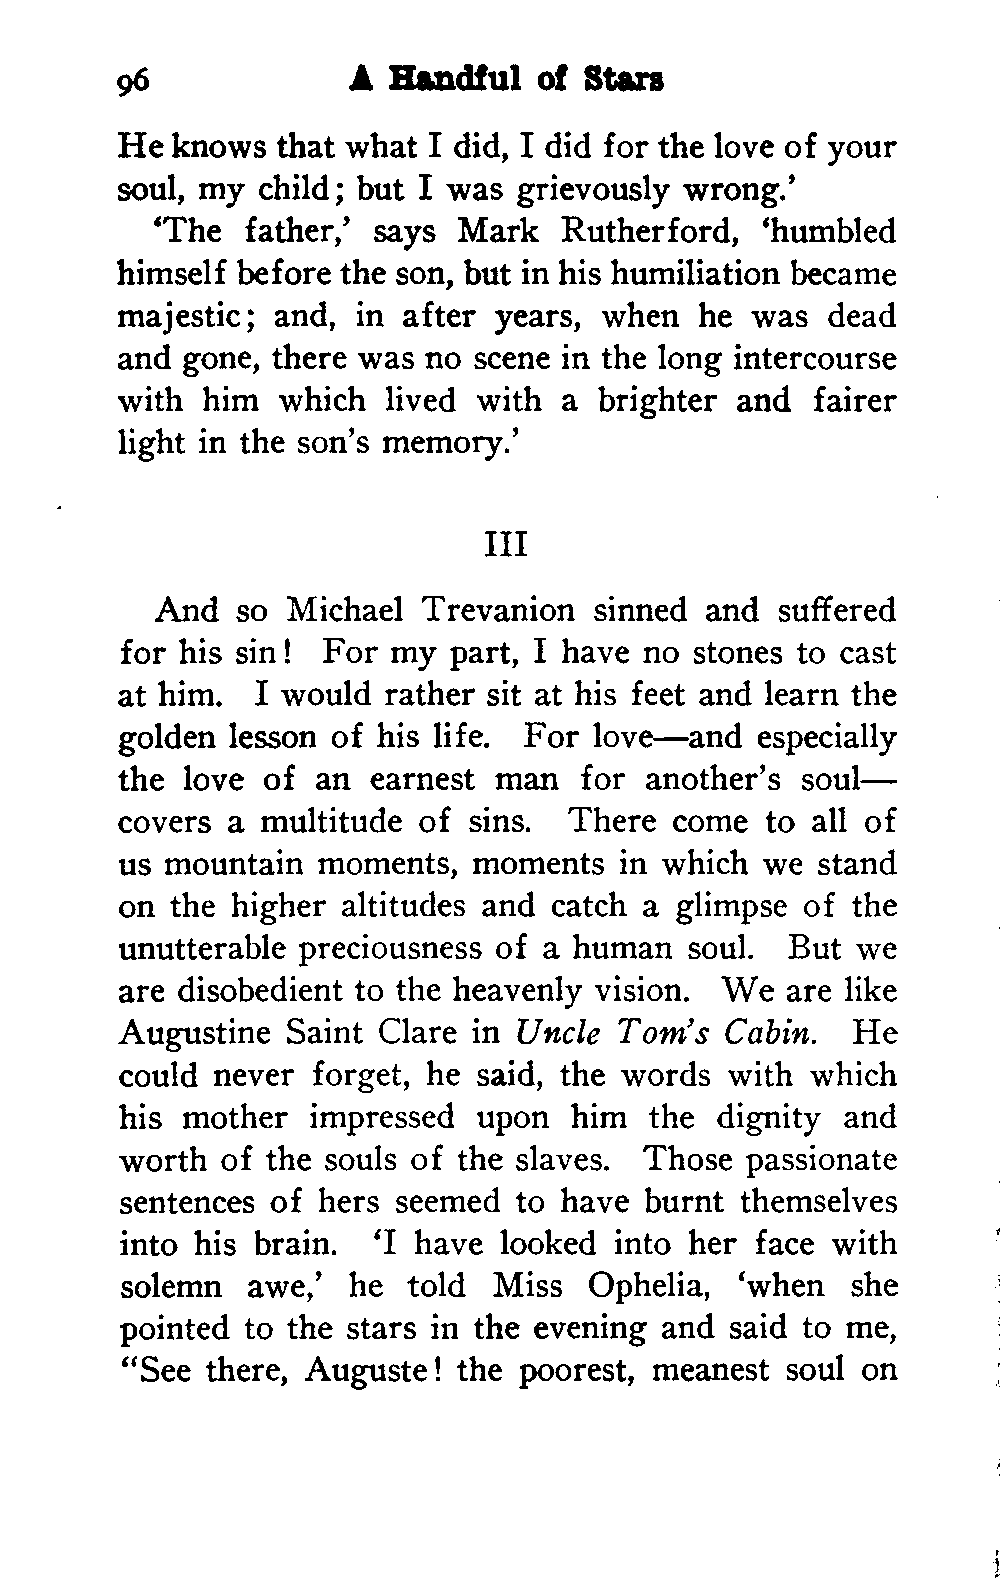 96 A Handful of Stars
He knows that what I did, I did for the love of your
soul, my child; but I was grievously wrong.’
‘The father,’ says Mark Rutherford, ‘humbled
himself before the son, but in his humiliation became
majestic; and, in after years, when he was dead
and gone, there was no scene in the long intercourse
with him which lived with a brighter and fairer
light in the son’s memory.’
III
And so Michael Trevanion sinned and suffered
for his sin! For my part, I have no stones to cast
at him. I would rather sit at his feet and learn the
golden lesson of his life. For love—and especially
the love of an earnest man for another’s soul—
covers a multitude of sins. There come to all of
us mountain moments, moments in which we stand
on the higher altitudes and catch a glimpse of the
unutterable preciousness of a human soul. But we
are disobedient to the heavenly vision. We are like
Augustine Saint Clare in Uncle Tom’s Cabin. He
could never forget, he said, the words with which
his mother impressed upon him the dignity and
worth of the souls of the slaves. Those passionate
sentences of hers seemed to have burnt themselves
into his brain. ‘I have looked into her face with
solemn awe,’ he told Miss Ophelia, ‘when she
pointed to the stars in the evening and said to me,
“See there, Auguste! the poorest, meanest soul on